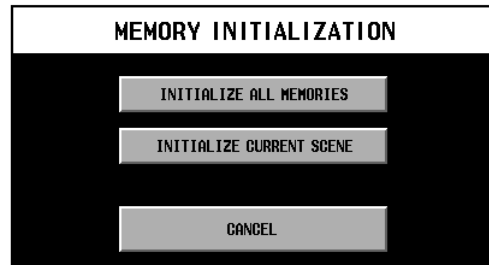 MEMORY INITIALIZATION
INITIALIZE ALL MEMORIES
INITIALIZE CURRENT SCENE
CANCEL